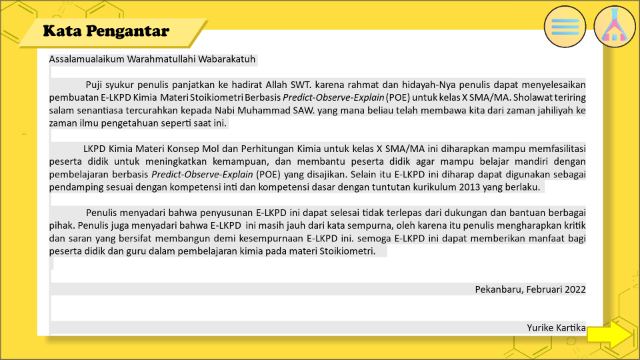 Kata Pengantar
Assalamualaikum Warahmatullahi Wabarakatuh
Puji syukur penulis panjatkan ke hadirat Allah SWT. karena rahmat dan hidayah-Nya penulis dapat menyelesaikan
pembuatan E-LKPD Kimia Materi Stoikiometri Berbasis Predict-Observe-Explain (POE) untuk kelas X SMA/MA. Sholawat teriring
salam senantiasa tercurahkan kepada Nabi Muhammad SAW. yang mana beliau telah membawa kita dari zaman jahiliyah ke
zaman ilmu pengetahuan seperti saat ini.
LKPD Kimia Materi Konsep Mol dan Perhitungan Kimia untuk kelas X SMA/MA ini diharapkan mampu memfasilitasi
peserta didik untuk meningkatkan kemampuan, dan membantu peserta didik agar mampu belajar mandiri dengan
pembelajaran berbasis Predict-Observe-Explain (POE) yang disajikan. Selain itu E-LKPD ini diharap dapat digunakan sebagai
pendamping sesuai dengan kompetensi inti dan kompetensi dasar dengan tuntutan kurikulum 2013 yang berlaku.
Penulis menyadari bahwa penyusunan E-LKPD ini dapat selesai tidak terlepas dari dukungan dan bantuan berbagai
pihak. Penulis juga menyadari bahwa E-LKPD ini masih jauh dari kata sempurna, oleh karena itu penulis mengharapkan kritik
dan saran yang bersifat membangun demi kesempurnaan E-LKPD ini. semoga E-LKPD ini dapat memberikan manfaat bagi
peserta didik dan guru dalam pembelajaran kimia pada materi Stoikiometri.
Pekanbaru, Februari 2022
Yurike Kartika